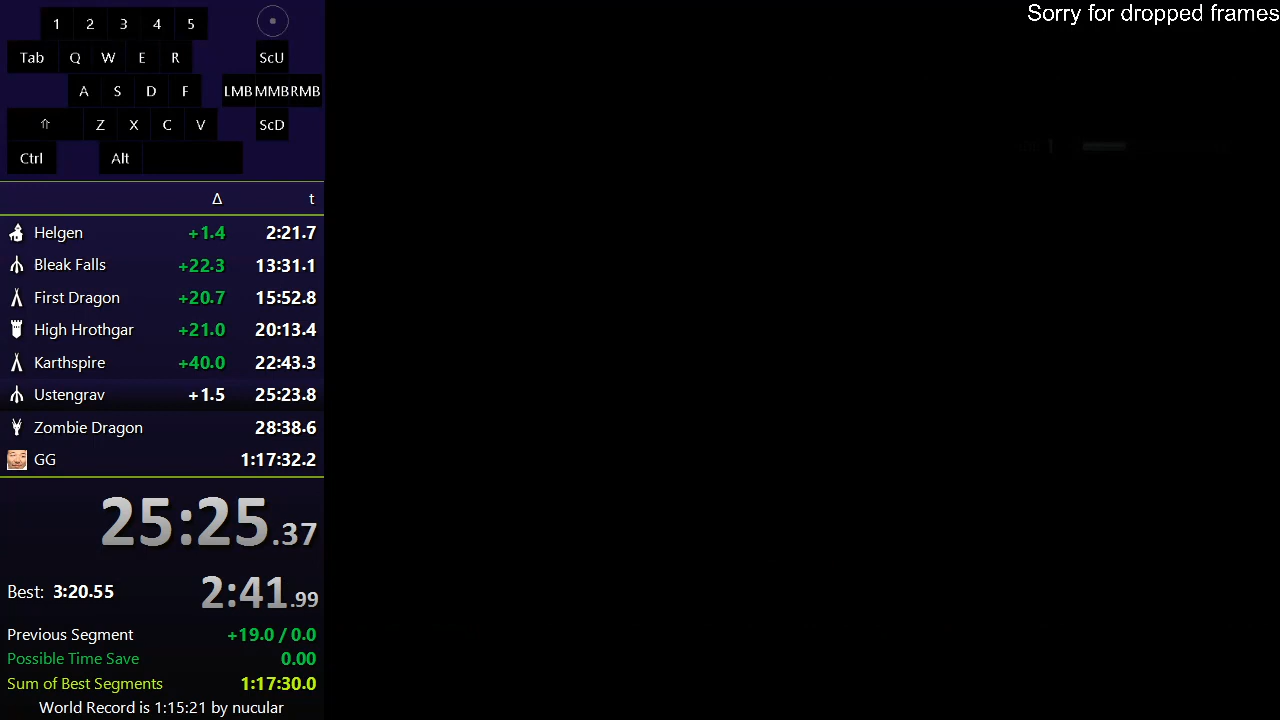 Sorry for dropped frames
1 2 3 4 5
Tab Q W E R ScU
A S D F LMB MMB RMB
⇧ Z X C V ScD
Ctrl Alt
Δ t
Helgen +1.4 2:21.7
Bleak Falls +22.3 13:31.1
First Dragon +20.7 15:52.8
High Hrothgar +21.0 20:13.4
Karthspire +40.0 22:43.3
Ustengrav +1.5 25:23.8
Zombie Dragon 28:38.6
GG 1:17:32.2
25:25.37
Best: 3:20.55 2:41.99
Previous Segment +19.0 / 0.0
Possible Time Save 0.00
Sum of Best Segments 1:17:30.0
World Record is 1:15:21 by nucular